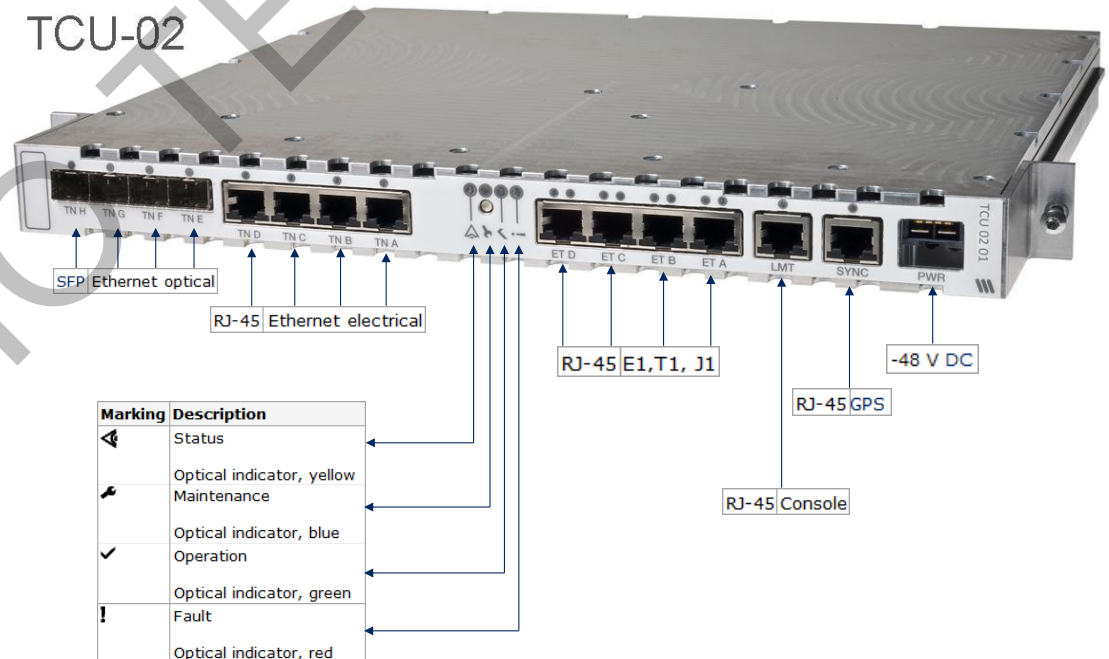 TCU-02
TN H TN G TN F TN E
TN D TN C TN B TN A
ET D ET C ET B ET A
LMT
SYNC
PWR
TCU 02 01
SFP Ethernet optical
RJ-45 Ethernet electrical
RJ-45 E1,T1, J1
-48 V DC
RJ-45 GPS
RJ-45 Console
Marking Description
Status
Optical indicator, yellow
Maintenance
Optical indicator, blue
Operation
Optical indicator, green
! Fault
Optical indicator, red